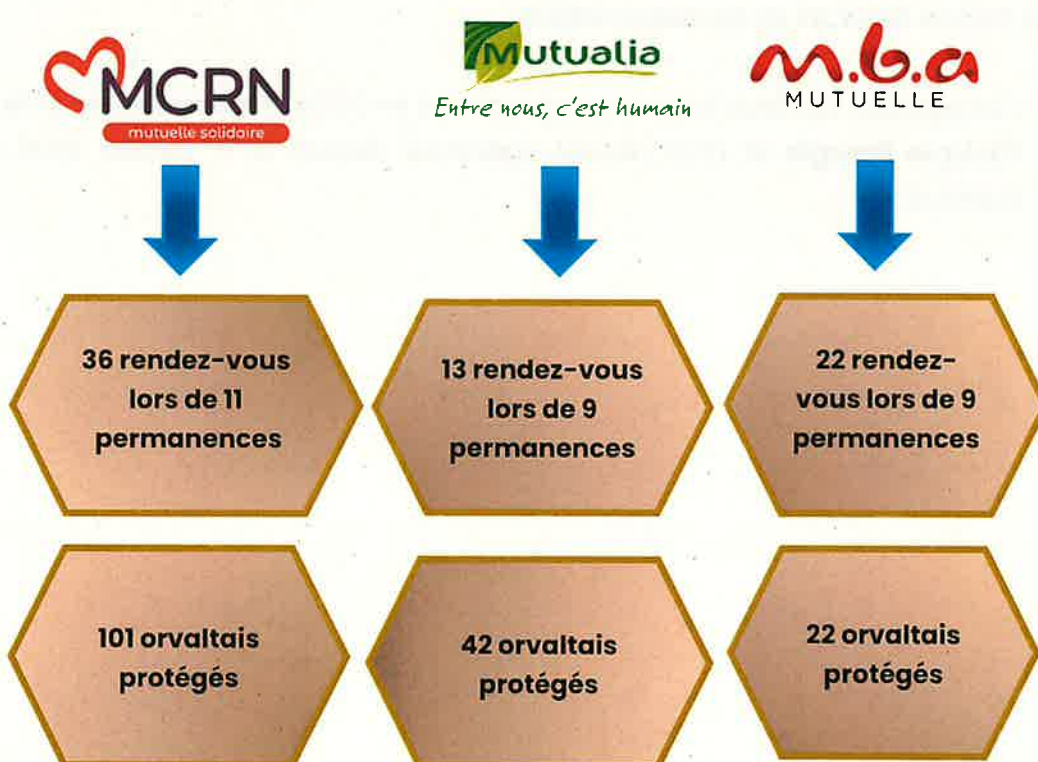 MCRN
mutuelle solidaire
Mutualia
Entre nous, c'est humain
m.b.a
MUTUELLE
36 rendez-vous
lors de 11
permanences
13 rendez-vous
lors de 9
permanences
22 rendez-
vous lors de 9
permanences
101 orvaltais
protégés
42 orvaltais
protégés
22 orvaltais
protégés